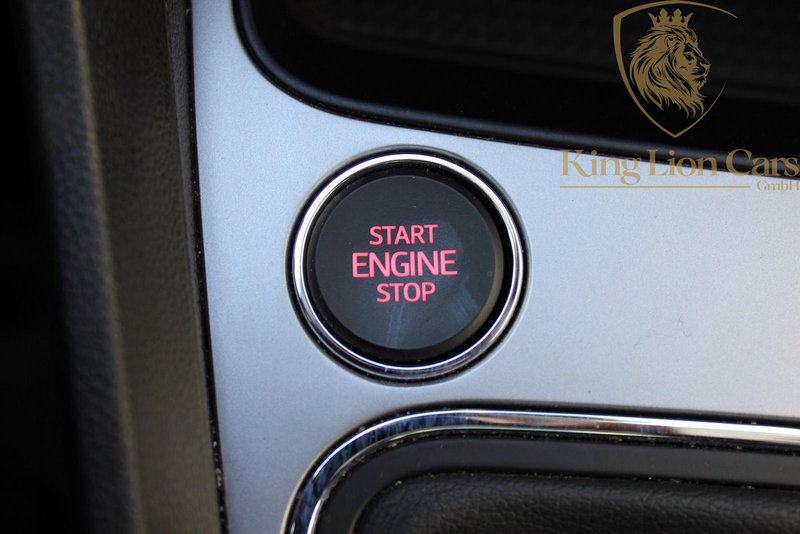 King Lion Cars
GmbH
START
ENGINE
STOP